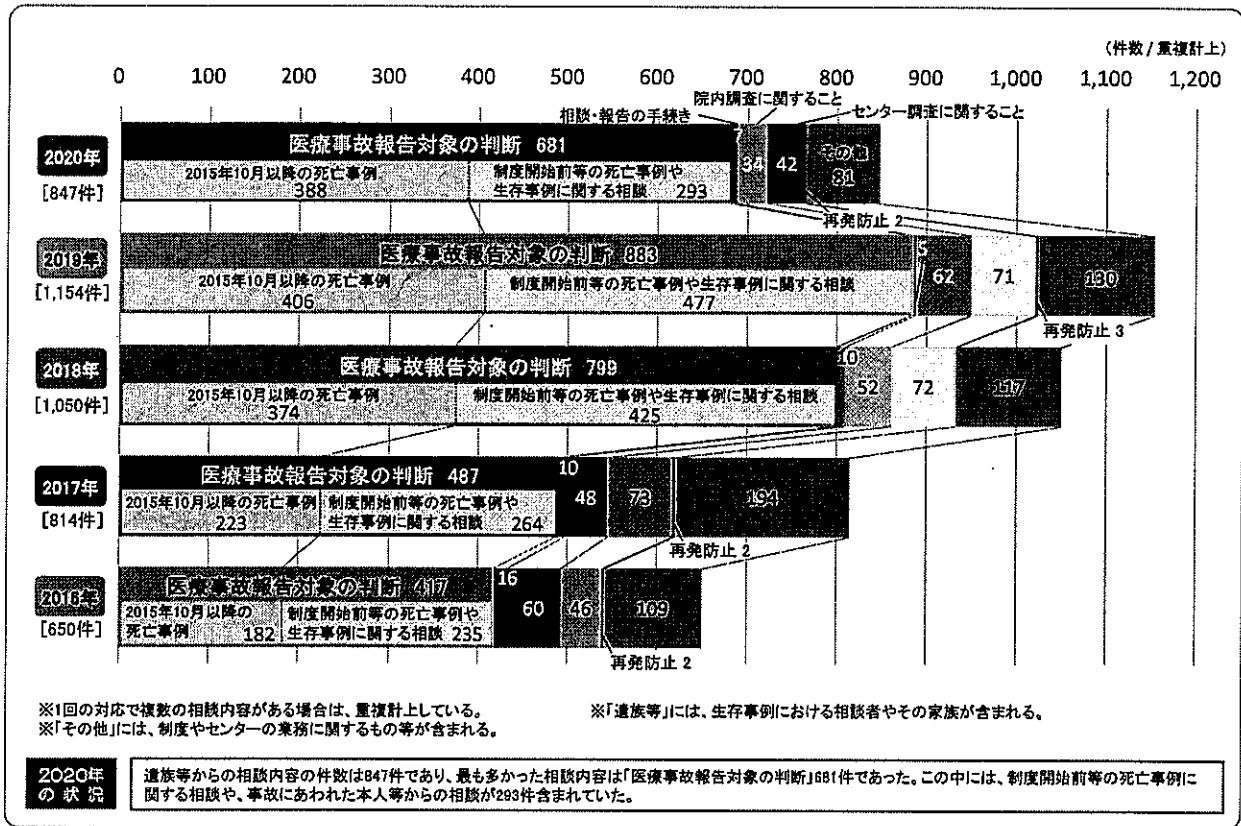 (件数/重複計上)
0 100 200 300 400 500 600 700 800 900 1,000 1,100 1,200
院内調査に関すること
相談・報告の手続き センター調査に関すること
2020年
[847件]
医療事故報告対象の判断 681
2015年10月以降の死亡事例
388
制度開始前等の死亡事例や
生存事例に関する相談 293
7 34 42 その他
81
再発防止 2
2019年
[1,154件]
医療事故報告対象の判断 883
2015年10月以降の死亡事例
406
制度開始前等の死亡事例や生存事例に関する相談
477
5 62 71 130
再発防止 3
2018年
[1,050件]
医療事故報告対象の判断 799
2015年10月以降の死亡事例
374
制度開始前等の死亡事例や生存事例に関する相談
425
10 52 72 117
2017年
[814件]
医療事故報告対象の判断 487
2015年10月以降の死亡事例
223
制度開始前等の死亡事例や
生存事例に関する相談 264
10 48 73 194
再発防止 2
2016年
[650件]
医療事故報告対象の判断 417
2015年10月以降の
死亡事例 182
制度開始前等の死亡事例や
生存事例に関する相談 235
16 60 46 109
再発防止 2
※1回の対応で複数の相談内容がある場合は、重複計上している。 ※「遺族等」には、生存事例における相談者やその家族が含まれる。
※「その他」には、制度やセンターの業務に関するもの等が含まれる。
2020年
の状況
遺族等からの相談内容の件数は847件であり、最も多かった相談内容は「医療事故報告対象の判断」681件であった。この中には、制度開始前等の死亡事例に
関する相談や、事故にあわれた本人等からの相談が293件含まれていた。